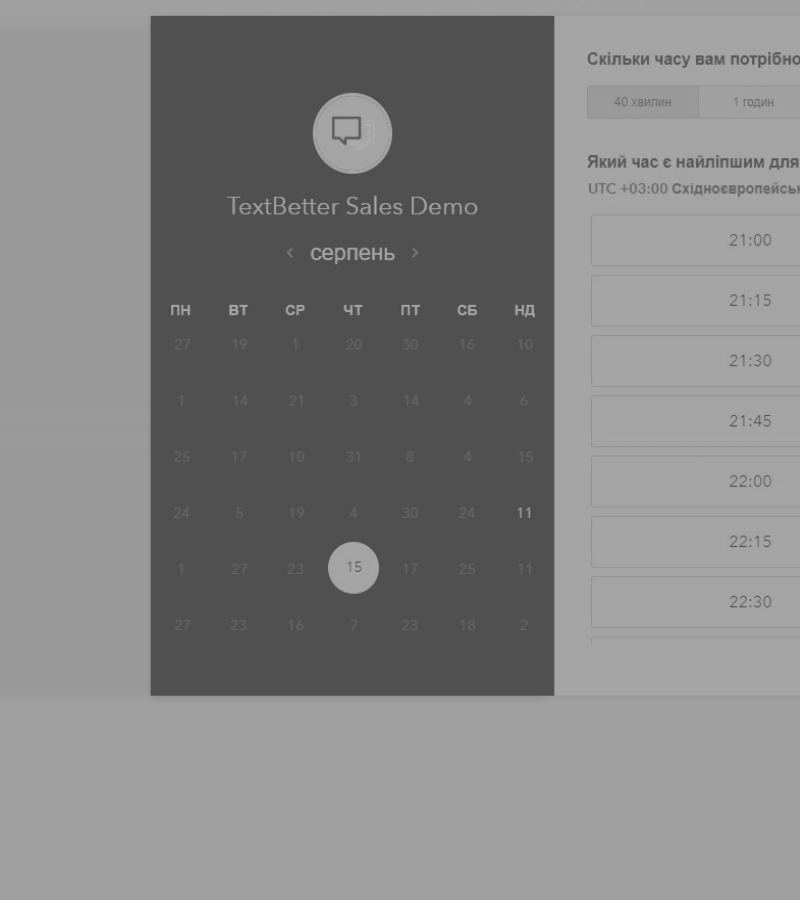 TextBetter Sales Demo
серпень
ПН ВТ СР ЧТ ПТ СБ НД
27 19 1 20 30 16 10
1 14 21 3 14 4 6
25 17 10 31 8 4 15
24 5 19 4 30 24 11
1 27 23 15 17 25 11
27 23 16 7 23 18 2
Скільки часу вам потрібно
40 хвилин 1 годин
Який час є найліпшим для
UTC +03:00 Східноєвропейськ
21:00
21:15
21:30
21:45
22:00
22:15
22:30